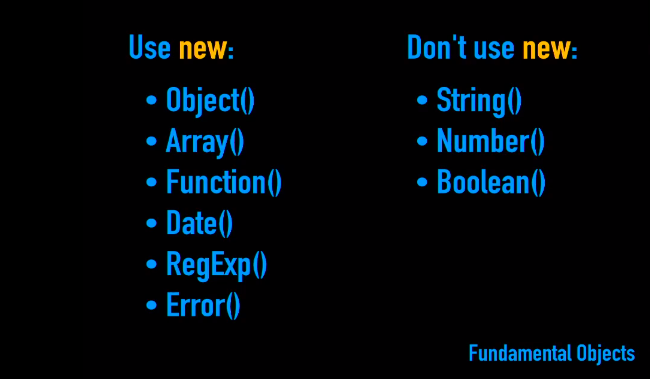 Use new:
• Object()
• Array()
• Function()
• Date()
• RegExp()
• Error()
Don't use new:
• String()
• Number()
• Boolean()
Fundamental Objects